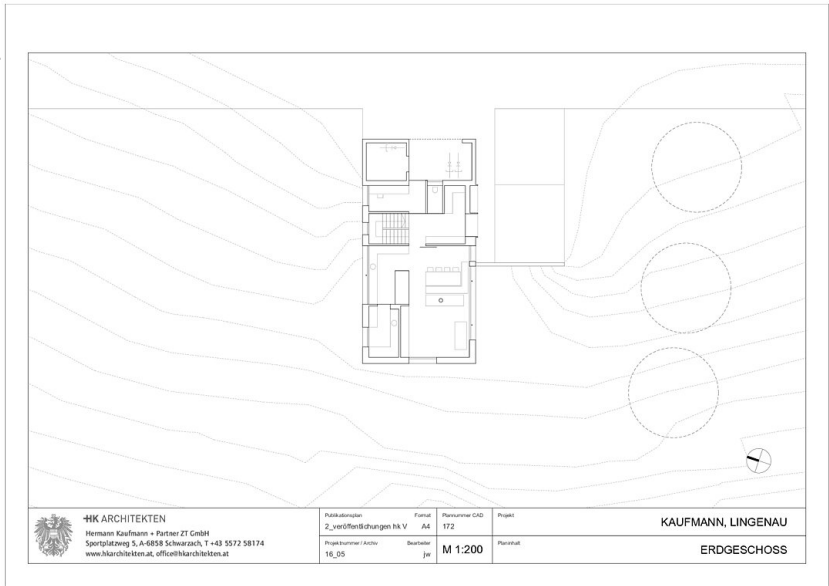 HK ARCHITEKTEN
Hermann Kaufmann + Partner ZT GmbH
Sportplatzweg 5, A-6858 Schwarzach, T +43 5572 58174
www.hkarchitekten.at, office@hkarchitekten.at
Publikationsplan Format
2_veröffentlichungen hk V A4
Projektnummer / Archiv Bearbeiter
16_05 jw
Plannummer CAD
172
M 1:200
Projekt
KAUFMANN, LINGENAU
Planinhalt
ERDGESCHOSS